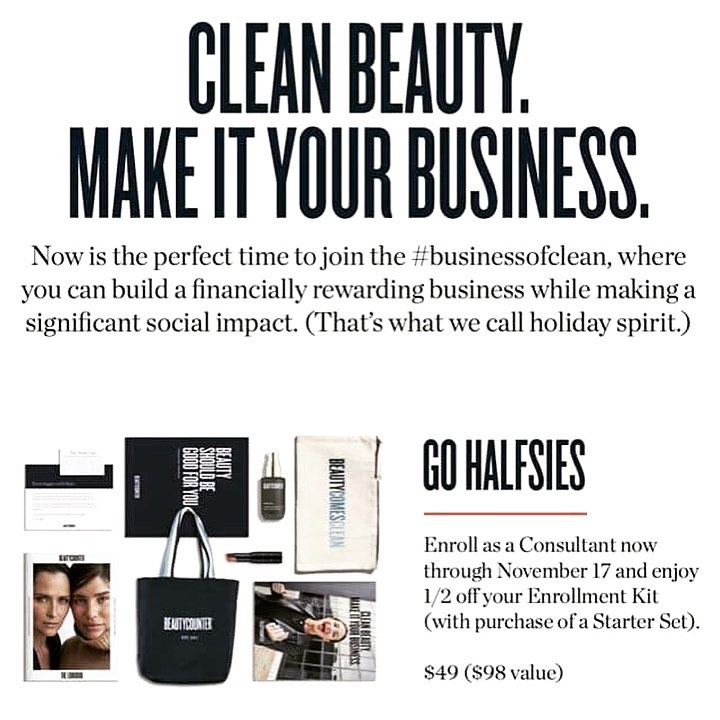 CLEAN BEAUTY.
MAKE IT YOUR BUSINESS.
Now is the perfect time to join the #businessofclean, where
you can build a financially rewarding business while making a
significant social impact. (That's what we call holiday spirit.)
BEAUTY
SHOULD BE
GOOD FOR YOU
BEAUTYCOUNTER
BEAUTYCOMESCLEAN
BEAUTYCOUNTER
THE LOOKBOOK
BEAUTYCOUNTER
CLEAN BEAUTY.
MAKE IT YOUR BUSINESS.
GO HALFSIES
Enroll as a Consultant now
through November 17 and enjoy
1/2 off your Enrollment Kit
(with purchase of a Starter Set).
$49 ($98 value)